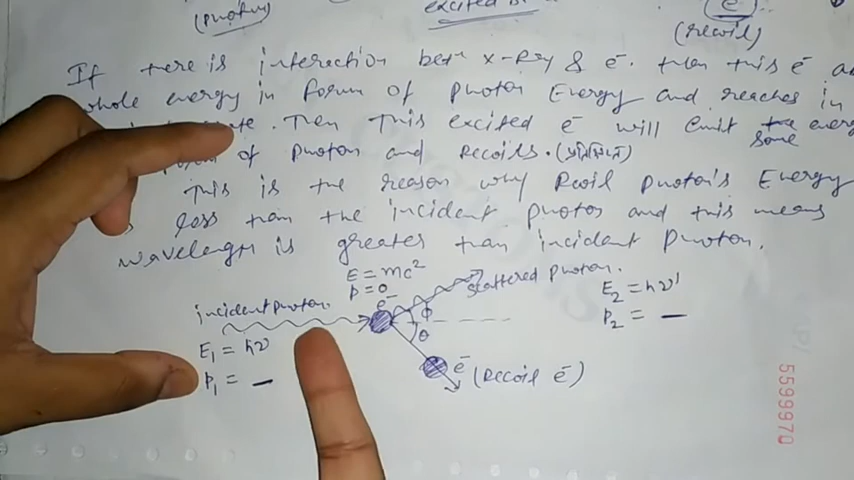 (photon)
excited
e⁻
(recoil)
If there is interaction betⁿ x-Ray & e⁻. then this e⁻
whole energy in form of photon Energy and reaches in
Then this excited e⁻ will emit some energy
of photon and Recoils.
This is the reason why Recoil photon's Energy
less than the incident photon and this means
wavelength is greater than incident Photon.
E = mc²
P = 0
e⁻
scattered photon.
incident photon.
E₂ = hν'
P₂ = —
ϕ
θ
E₁ = hν
P₁ = —
e⁻ (Recoil e⁻)
5599970